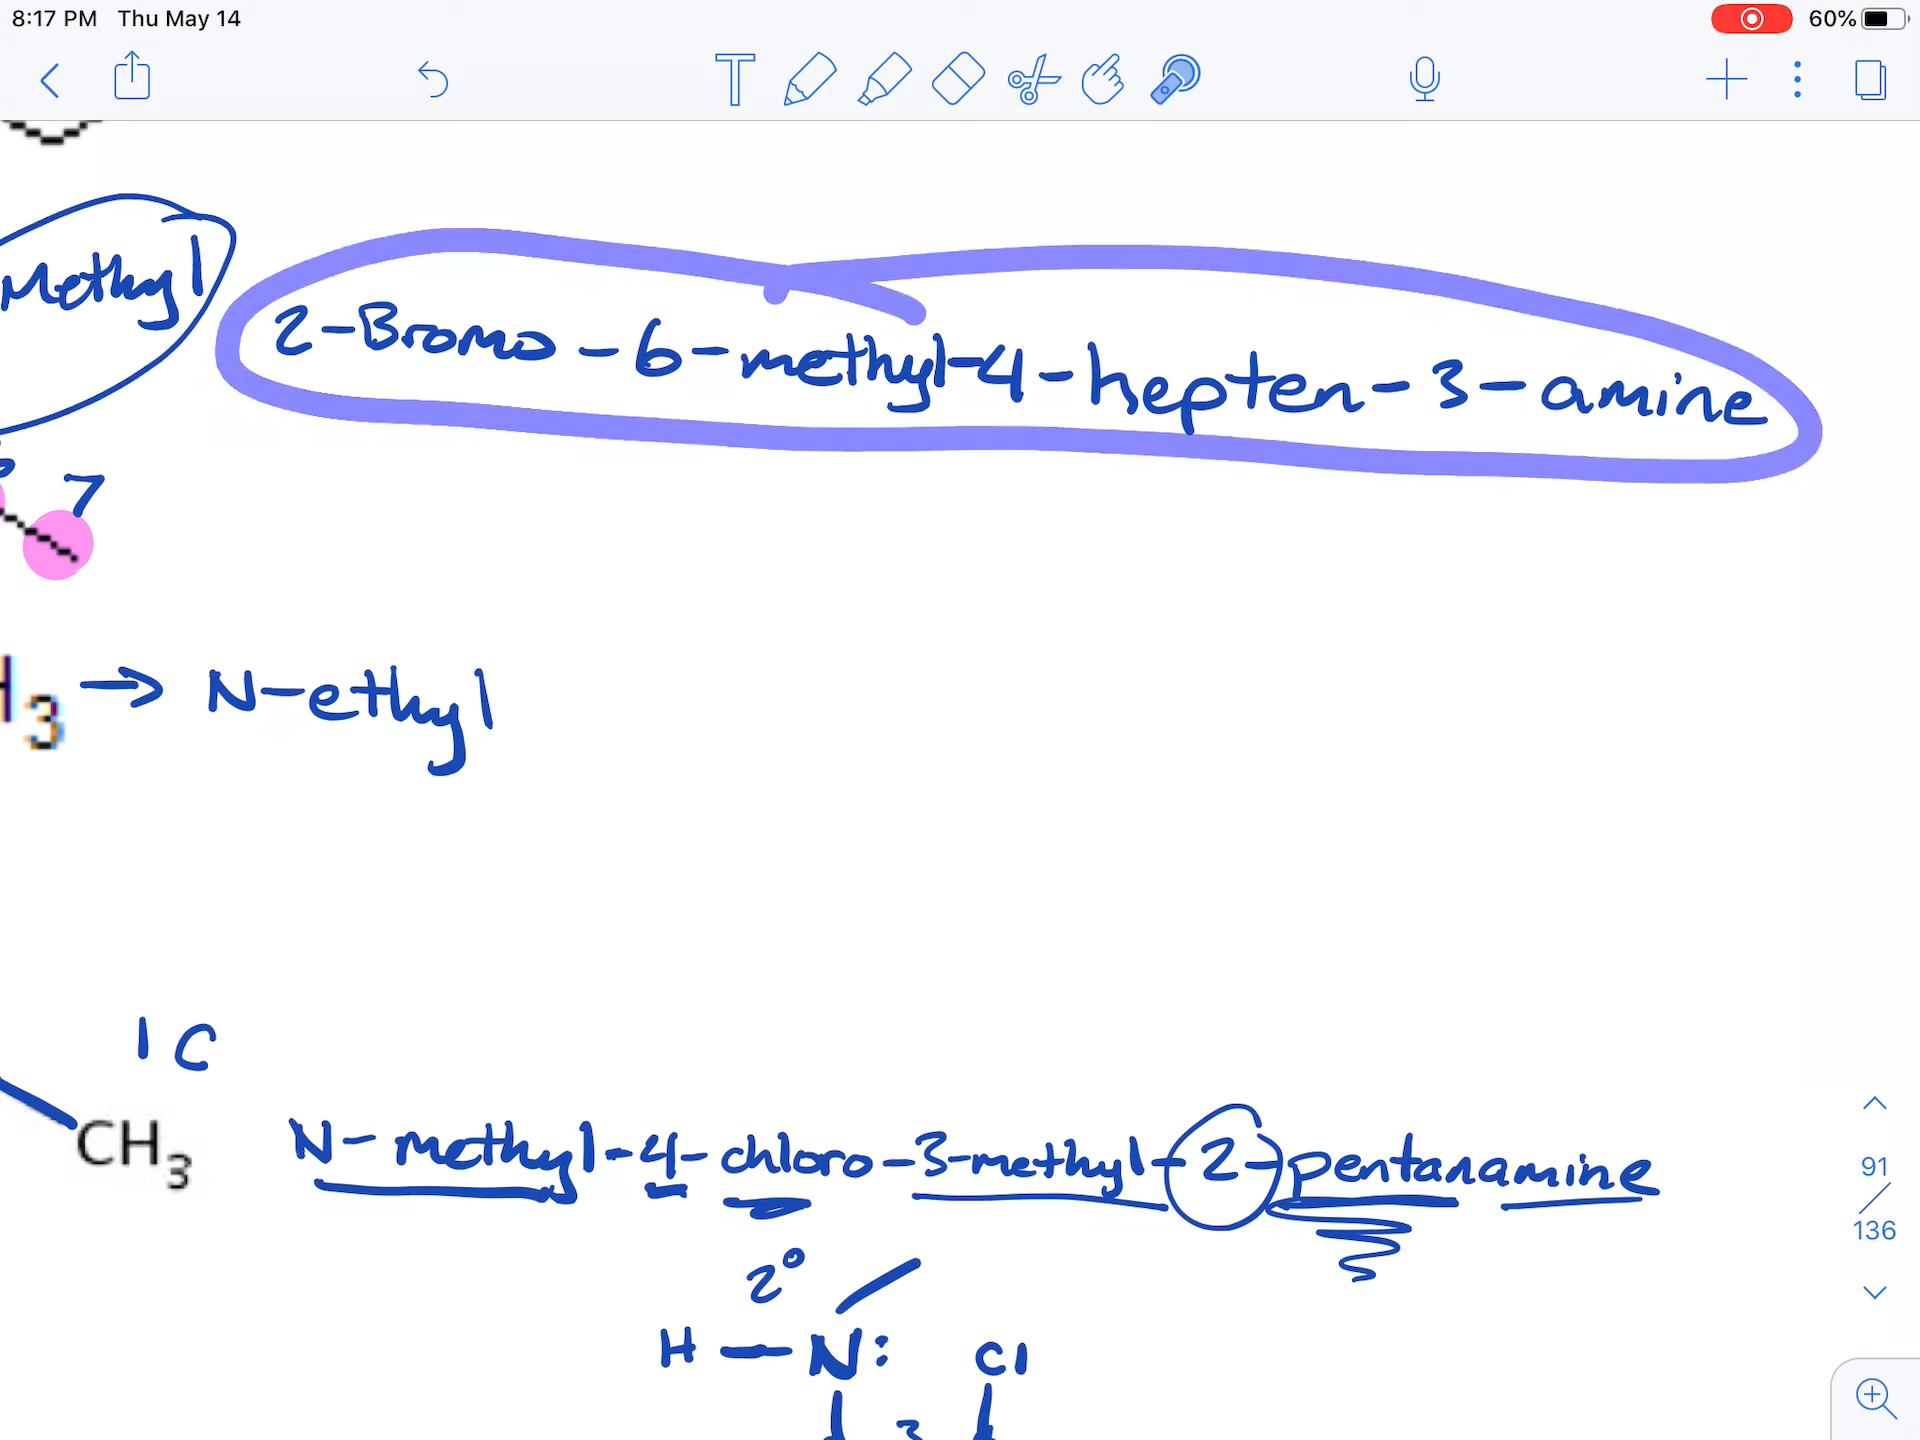 8:17 PM Thu May 14
60%
T
Methyl
2-Bromo-6-methyl-4-hepten-3-amine
7
H3 → N-ethyl
1 C
CH3
N-methyl-4-chloro-3-methyl-2-pentanamine
2°
H-N: Cl
3
91
136